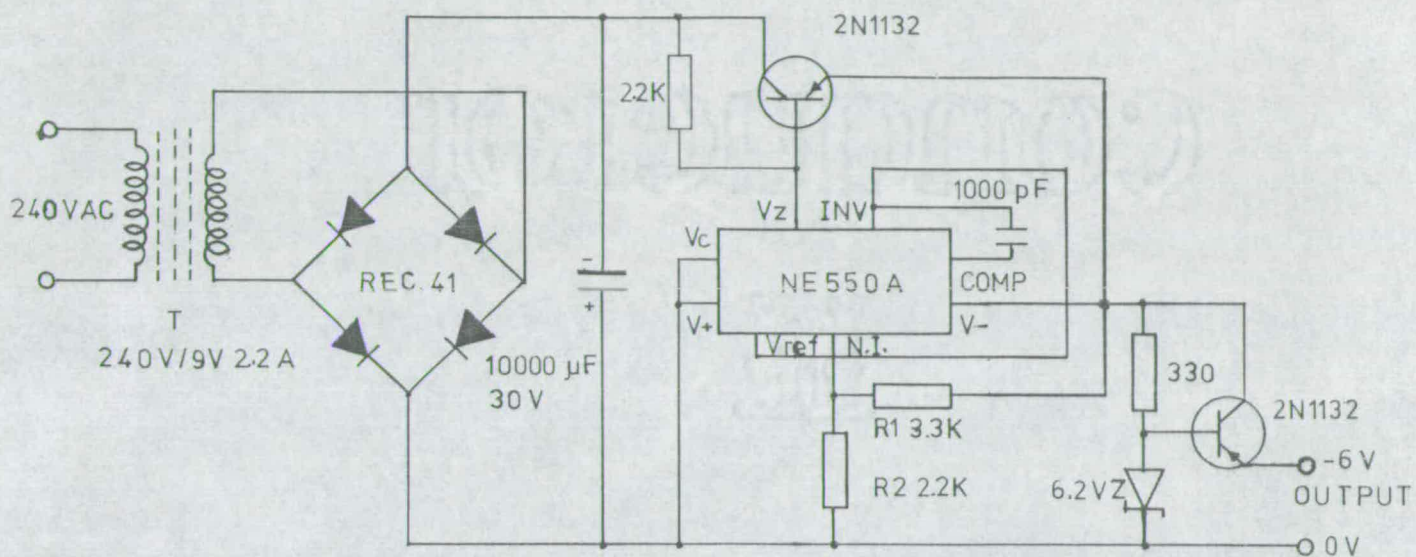 2N1132
2.2K
240VAC
T
240V/9V 2.2A
REC. 41
-
+
10000 µF
30V
Vz
INV
1000 pF
Vc
NE550A
COMP
V+
V-
Vref
N.I.
R1 3.3K
R2 2.2K
330
2N1132
6.2VZ
-6V
OUTPUT
0V